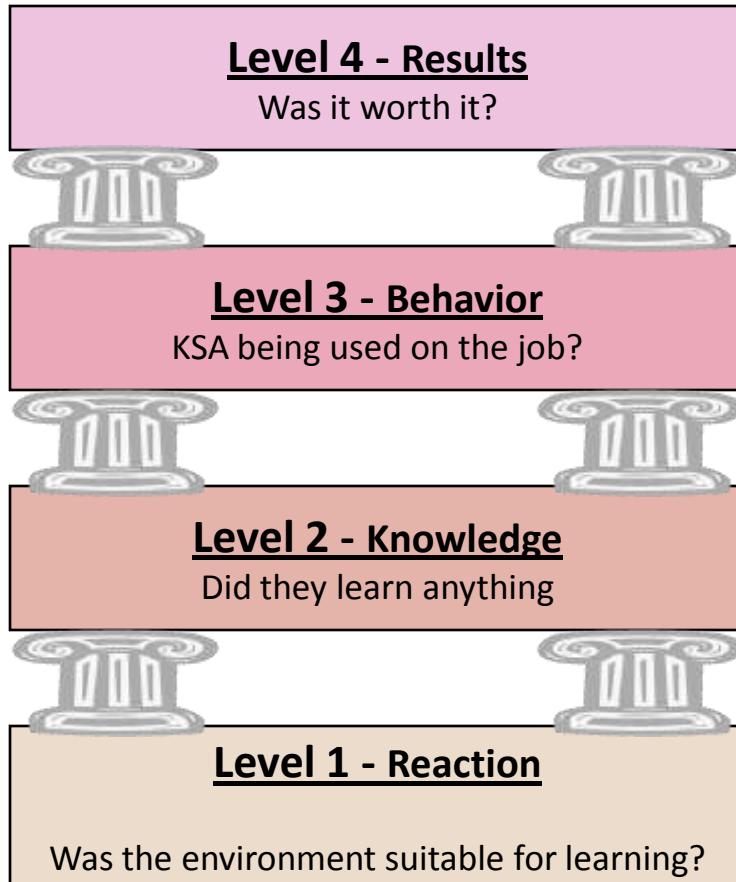 Level 4 - Results
Was it worth it?
Level 3 - Behavior
KSA being used on the job?
Level 2 - Knowledge
Did they learn anything
Level 1 - Reaction
Was the environment suitable for learning?